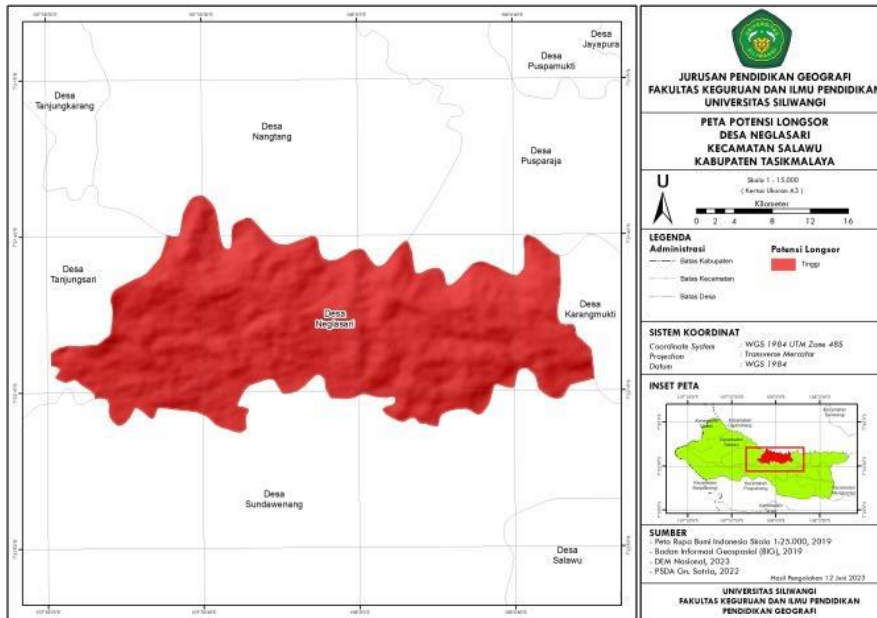 Desa
Jayapura
Desa
Puspamukti
Desa
Tanjungkarang
Desa
Nangtang
Desa
Pusparaja
Desa
Tanjungsari
Desa
Neglasari
Desa
Karangmukti
Desa
Sundawenang
Desa
Salawu
UNIVERSITAS
SILIWANGI
JURUSAN PENDIDIKAN GEOGRAFI
FAKULTAS KEGURUAN DAN ILMU PENDIDIKAN
UNIVERSITAS SILIWANGI
PETA POTENSI LONGSOR
DESA NEGLASARI
KECAMATAN SALAWU
KABUPATEN TASIKMALAYA
U
Skala 1 - 15.000
( Kertas Ukuran A3 )
Kilometer
0 2 4 8 12 16
LEGENDA
Administrasi
Batas Kabupaten
Batas Kecamatan
Batas Desa
Potensi Longsor
Tinggi
SISTEM KOORDINAT
Coordinate System : WGS 1984 UTM Zone 48S
Projection : Transverse Mercator
Datum : WGS 1984
INSET PETA
SUMBER
- Peta Rupa Bumi Indonesia Skala 1-25.000, 2019
- Badan Informasi Geospasial (BIG), 2019
- DEM Nasional, 2023
- PSDA Gn. Satria, 2022
Hasil Pengolahan 12 Juni 2023
UNIVERSITAS SILIWANGI
FAKULTAS KEGURUAN DAN ILMU PENDIDIKAN
PENDIDIKAN GEOGRAFI